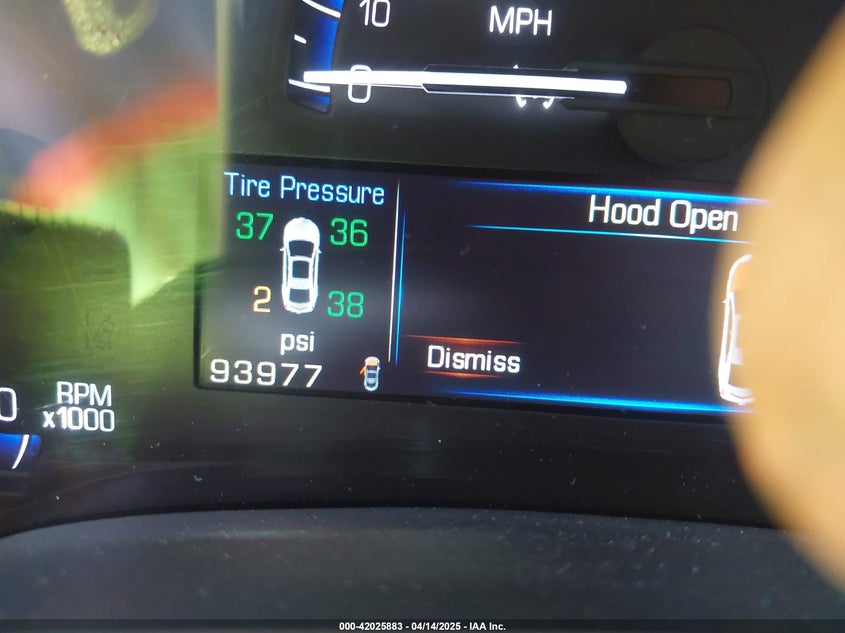 10
MPH
0
Tire Pressure
37 36
2 38
psi
93977
Hood Open
Dismiss
0
RPM
x1000
000-42025883 - 04/14/2025 - IAA Inc.